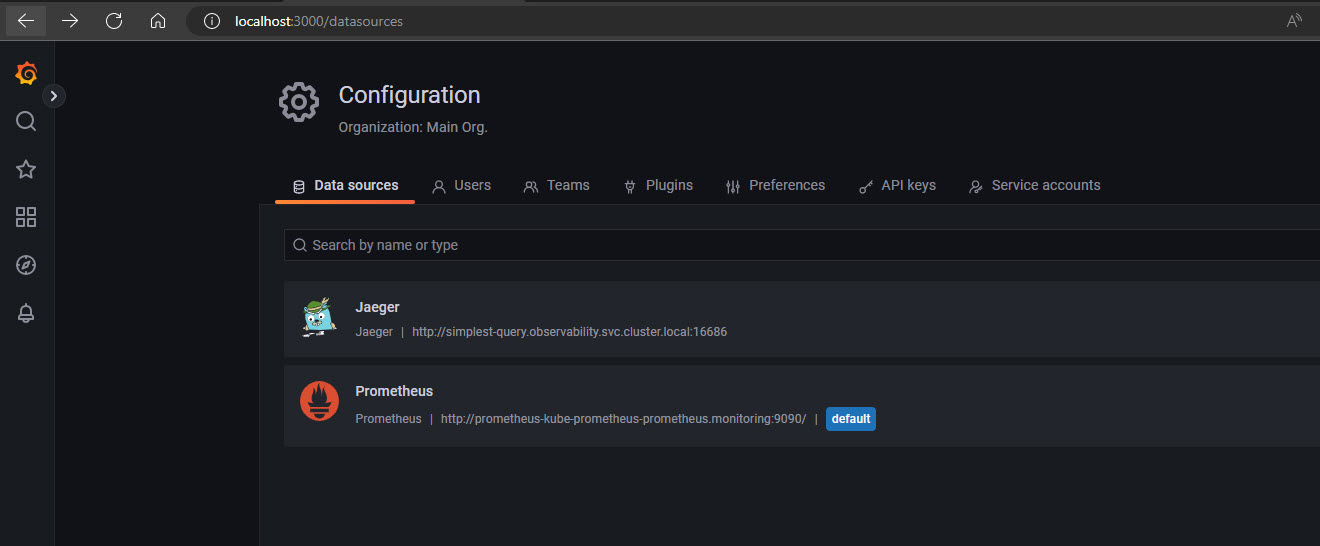 localhost:3000/datasources
A
Configuration
Organization: Main Org.
Data sources Users Teams Plugins Preferences API keys Service accounts
Search by name or type
Jaeger
Jaeger | http://simplest-query.observability.svc.cluster.local:16686
Prometheus
Prometheus | http://prometheus-kube-prometheus-prometheus.monitoring:9090/ | default